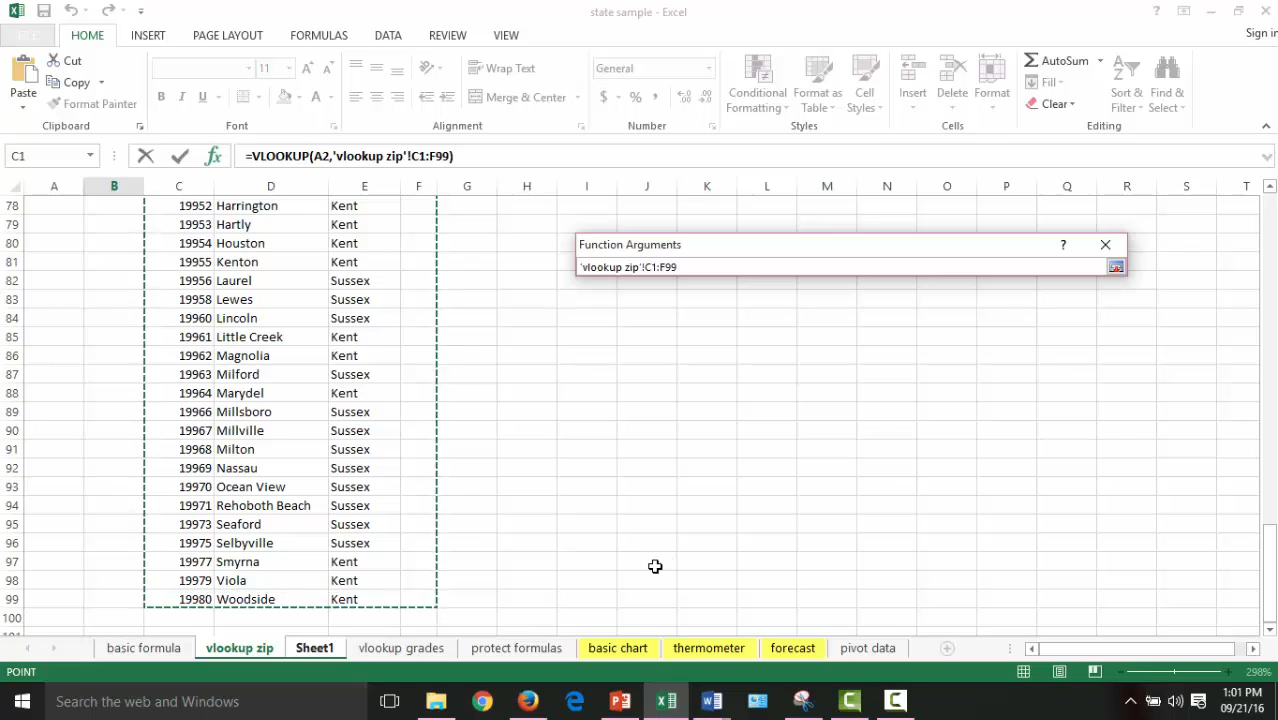 state sample - Excel
FILE HOME INSERT PAGE LAYOUT FORMULAS DATA REVIEW VIEW Sign in
Paste Cut Copy Format Painter
Clipboard
11
Font
Wrap Text
Merge & Center
Alignment
General
$ % ,
Number
Conditional Formatting Format as Table Cell Styles
Styles
Insert Delete Format
Cells
AutoSum
Fill
Clear
Sort & Filter Find & Select
Editing
C1 fx =VLOOKUP(A2,'vlookup zip'!C1:F99)
A B C D E F G H I J K L M N O P Q R S T
78 19952 Harrington Kent
79 19953 Hartly Kent
80 19954 Houston Kent
81 19955 Kenton Kent
82 19956 Laurel Sussex
83 19958 Lewes Sussex
84 19960 Lincoln Sussex
85 19961 Little Creek Kent
86 19962 Magnolia Kent
87 19963 Milford Sussex
88 19964 Marydel Kent
89 19966 Millsboro Sussex
90 19967 Millville Sussex
91 19968 Milton Sussex
92 19969 Nassau Sussex
93 19970 Ocean View Sussex
94 19971 Rehoboth Beach Sussex
95 19973 Seaford Sussex
96 19975 Selbyville Sussex
97 19977 Smyrna Kent
98 19979 Viola Kent
99 19980 Woodside Kent
100
Function Arguments ?
'vlookup zip'!C1:F99
basic formula vlookup zip Sheet1 vlookup grades protect formulas basic chart thermometer forecast pivot data
POINT 298%
Search the web and Windows
1:01 PM
09/21/16